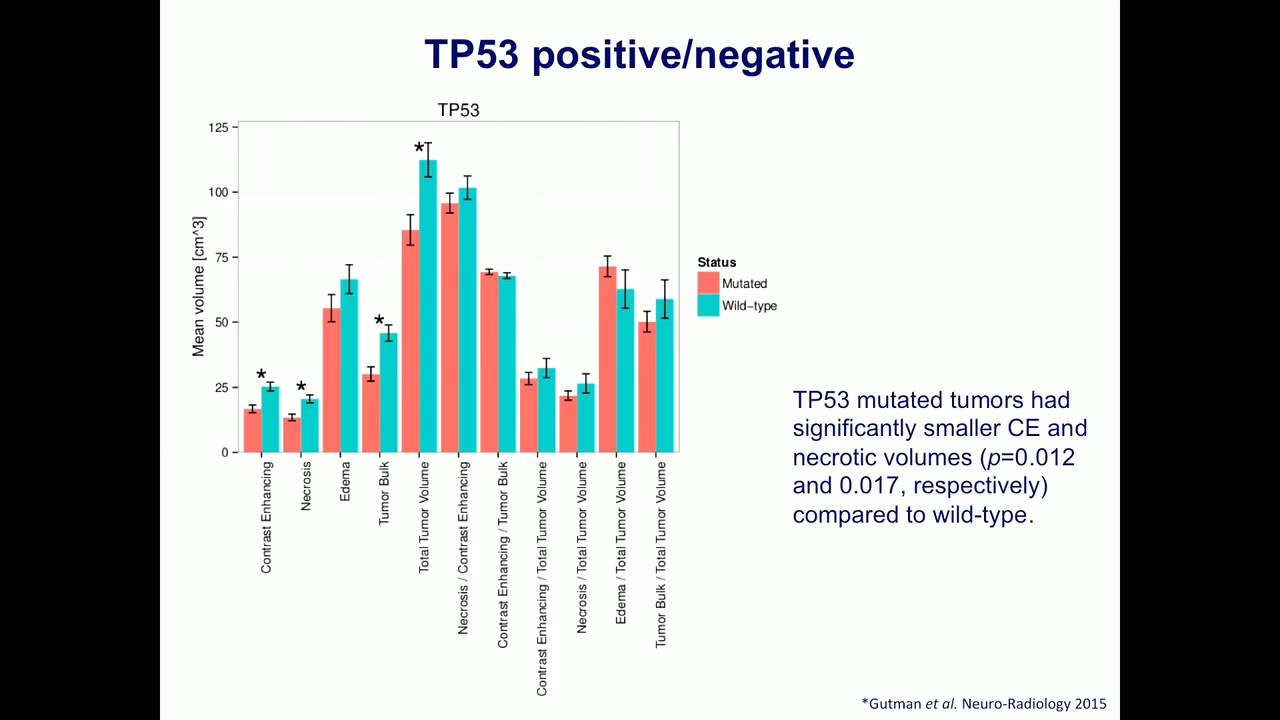 TP53 positive/negative
TP53
125
100
75
50
25
0
Mean volume [cm^3]
*
*
*
*
Contrast Enhancing
Necrosis
Edema
Tumor Bulk
Total Tumor Volume
Necrosis / Contrast Enhancing
Contrast Enhancing / Tumor Bulk
Contrast Enhancing / Total Tumor Volume
Necrosis / Total Tumor Volume
Edema / Total Tumor Volume
Tumor Bulk / Total Tumor Volume
Status
Mutated
Wild−type
TP53 mutated tumors had
significantly smaller CE and
necrotic volumes (p=0.012
and 0.017, respectively)
compared to wild-type.
*Gutman et al. Neuro-Radiology 2015